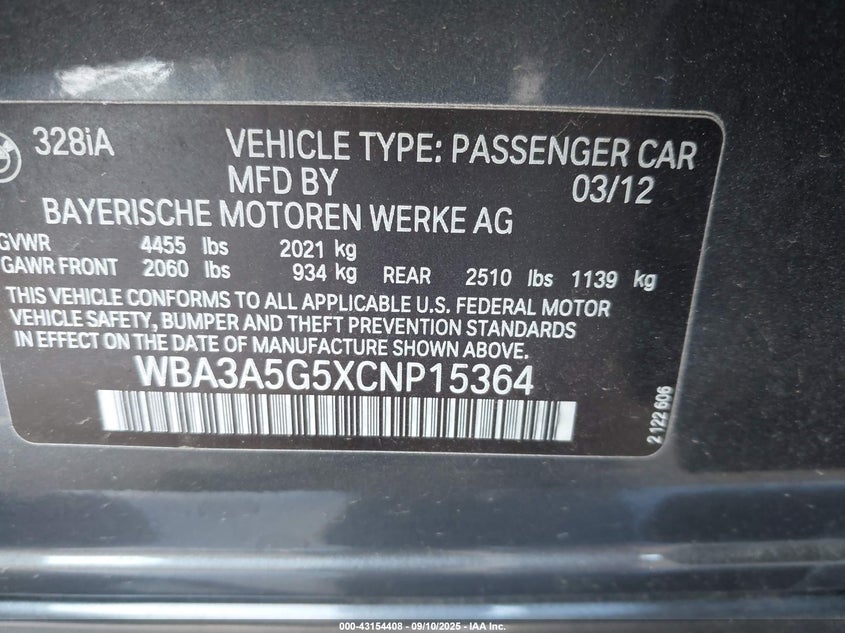 328iA VEHICLE TYPE: PASSENGER CAR
MFD BY 03/12
BAYERISCHE MOTOREN WERKE AG
GVWR 4455 lbs 2021 kg
GAWR FRONT 2060 lbs 934 kg REAR 2510 lbs 1139 kg
THIS VEHICLE CONFORMS TO ALL APPLICABLE U.S. FEDERAL MOTOR
VEHICLE SAFETY, BUMPER AND THEFT PREVENTION STANDARDS
IN EFFECT ON THE DATE OF MANUFACTURE SHOWN ABOVE.
WBA3A5G5XCNP15364
2 122 606
000-43154408 - 09/10/2025 - IAA Inc.